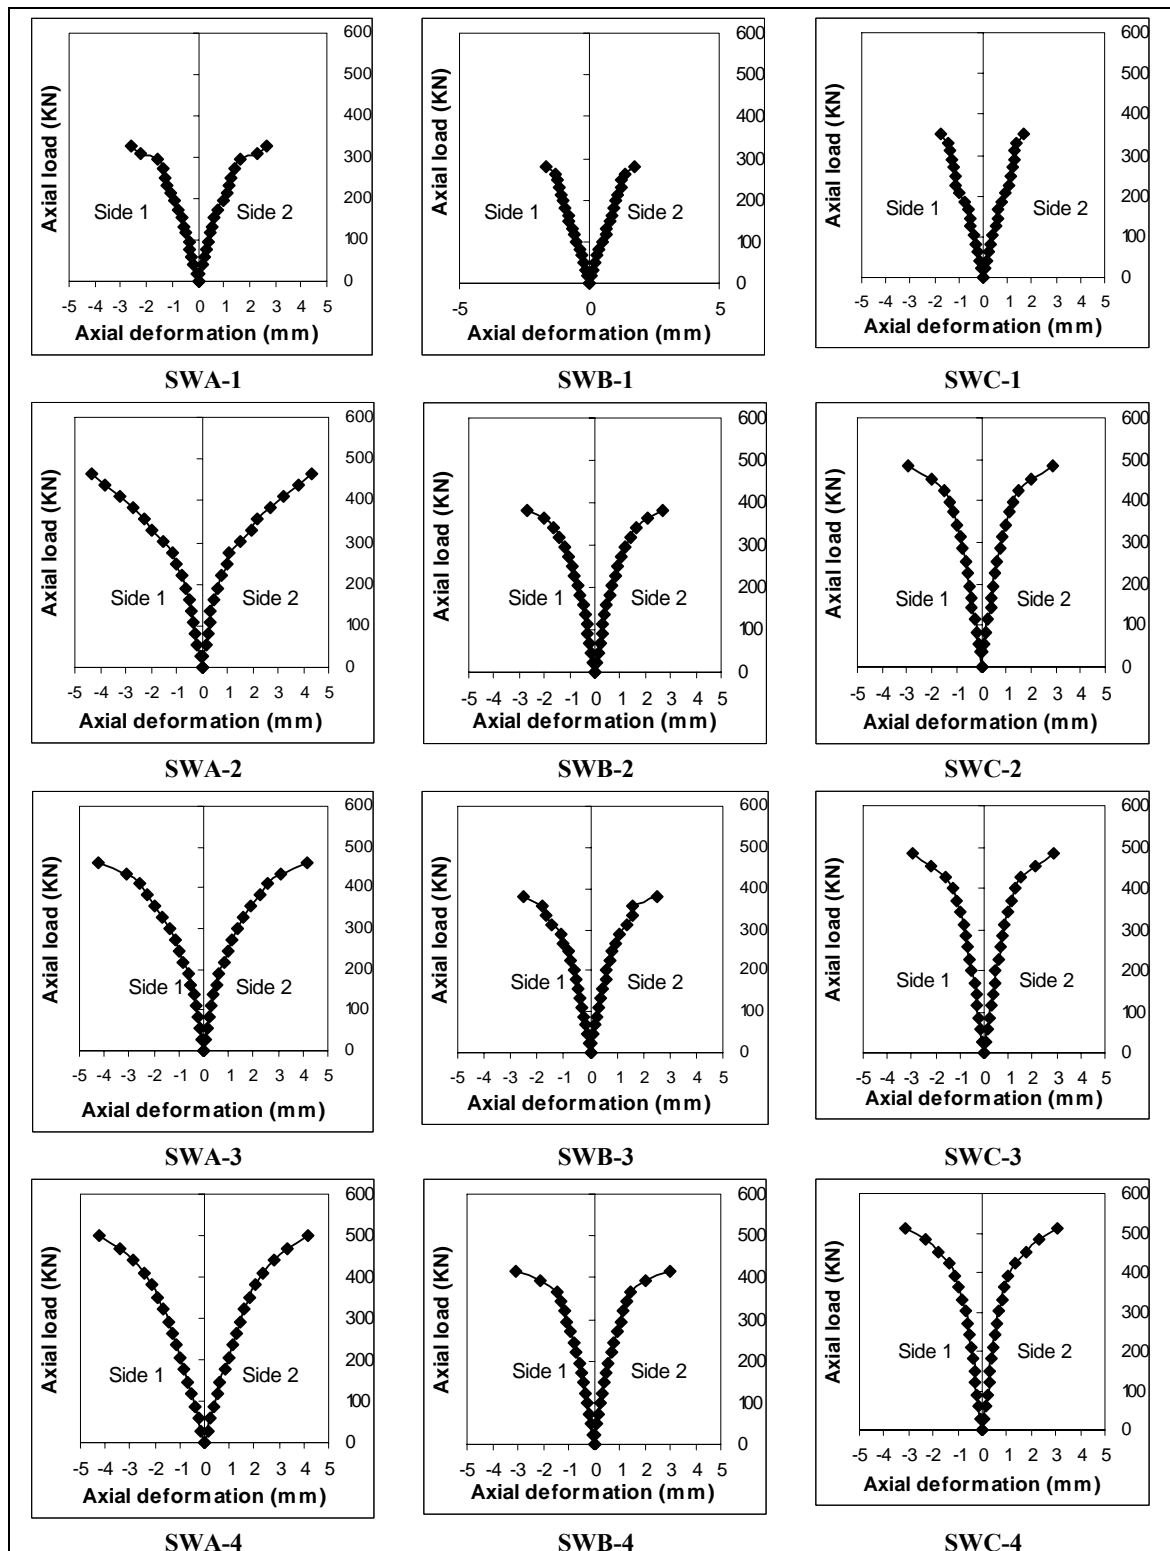 Axial load (KN)
600
500
400
300
200
100
0
Side 1 Side 2
-5 -4 -3 -2 -1 0 1 2 3 4 5
Axial deformation (mm)
SWA-1
Axial load (KN)
600
500
400
300
200
100
0
Side 1 Side 2
-5 0 5
Axial deformation (mm)
SWB-1
Axial load (KN)
600
500
400
300
200
100
0
Side 1 Side 2
-5 -4 -3 -2 -1 0 1 2 3 4 5
Axial deformation (mm)
SWC-1
Axial load (KN)
600
500
400
300
200
100
0
Side 1 Side 2
-5 -4 -3 -2 -1 0 1 2 3 4 5
Axial deformation (mm)
SWA-2
Axial load (KN)
600
500
400
300
200
100
0
Side 1 Side 2
-5 -4 -3 -2 -1 0 1 2 3 4 5
Axial deformation (mm)
SWB-2
Axial load (KN)
600
500
400
300
200
100
0
Side 1 Side 2
-5 -4 -3 -2 -1 0 1 2 3 4 5
Axial deformation (mm)
SWC-2
Axial load (KN)
600
500
400
300
200
100
0
Side 1 Side 2
-5 -4 -3 -2 -1 0 1 2 3 4 5
Axial deformation (mm)
SWA-3
Axial load (KN)
600
500
400
300
200
100
0
Side 1 Side 2
-5 -4 -3 -2 -1 0 1 2 3 4 5
Axial deformation (mm)
SWB-3
Axial load (KN)
600
500
400
300
200
100
0
Side 1 Side 2
-5 -4 -3 -2 -1 0 1 2 3 4 5
Axial deformation (mm)
SWC-3
Axial load (KN)
600
500
400
300
200
100
0
Side 1 Side 2
-5 -4 -3 -2 -1 0 1 2 3 4 5
Axial deformation (mm)
SWA-4
Axial load (KN)
600
500
400
300
200
100
0
Side 1 Side 2
-5 -4 -3 -2 -1 0 1 2 3 4 5
Axial deformation (mm)
SWB-4
Axial load (KN)
600
500
400
300
200
100
0
Side 1 Side 2
-5 -4 -3 -2 -1 0 1 2 3 4 5
Axial deformation (mm)
SWC-4